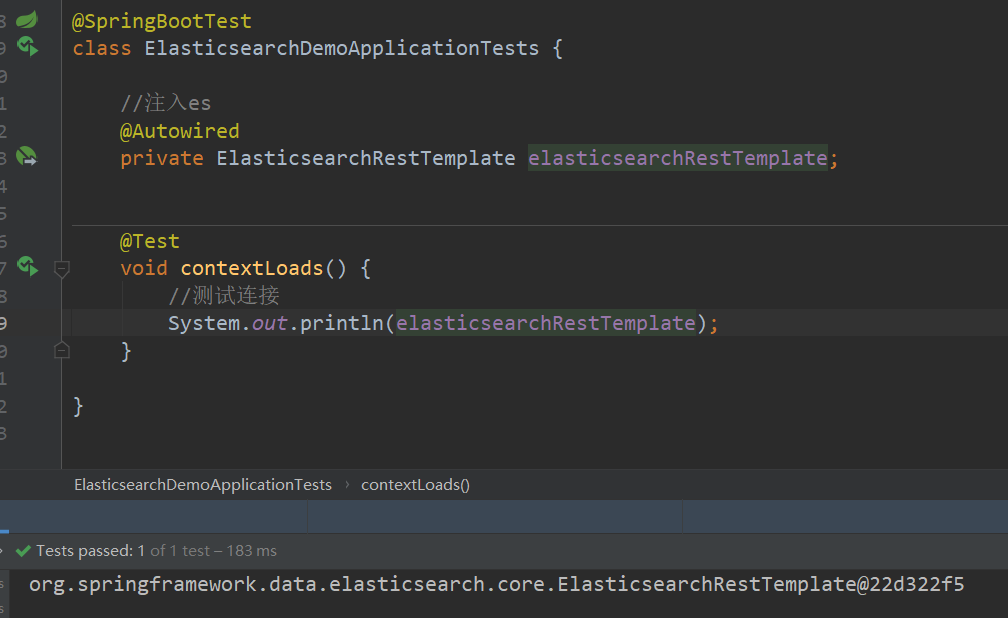 @SpringBootTest
class ElasticsearchDemoApplicationTests {
//注入es
@Autowired
private ElasticsearchRestTemplate elasticsearchRestTemplate;
@Test
void contextLoads() {
//测试连接
System.out.println(elasticsearchRestTemplate);
}
}
ElasticsearchDemoApplicationTests › contextLoads()
Tests passed: 1 of 1 test – 183 ms
org.springframework.data.elasticsearch.core.ElasticsearchRestTemplate@22d322f5